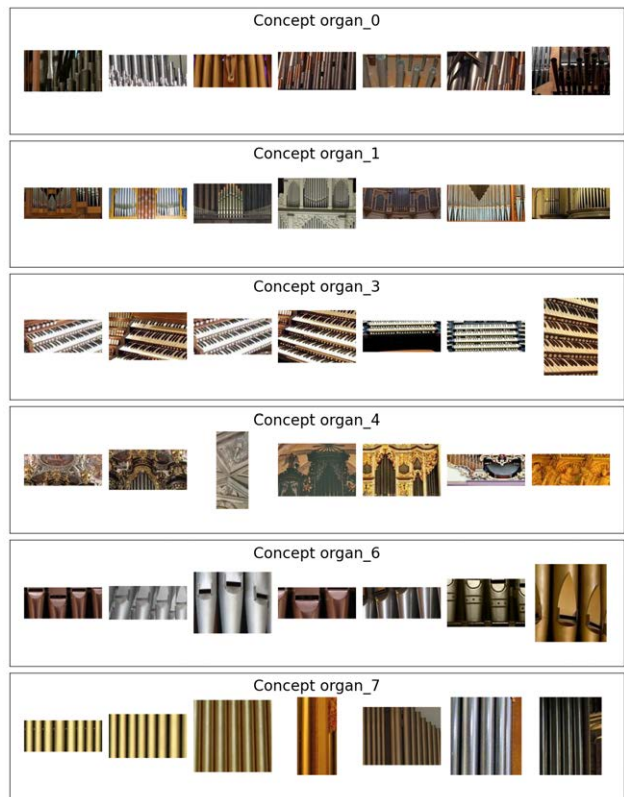 Concept organ_0
Concept organ_1
Concept organ_3
Concept organ_4
Concept organ_6
Concept organ_7